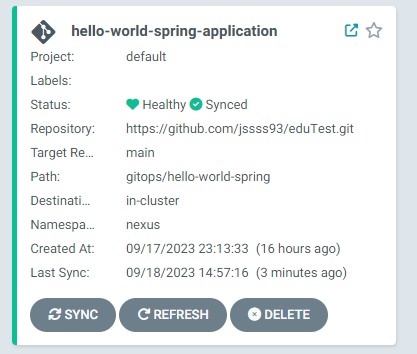 hello-world-spring-application
Project: default
Labels:
Status: Healthy Synced
Repository: https://github.com/jssss93/eduTest.git
Target Re... main
Path: gitops/hello-world-spring
Destinati... in-cluster
Namespa... nexus
Created At: 09/17/2023 23:13:33 (16 hours ago)
Last Sync: 09/18/2023 14:57:16 (3 minutes ago)
SYNC REFRESH DELETE